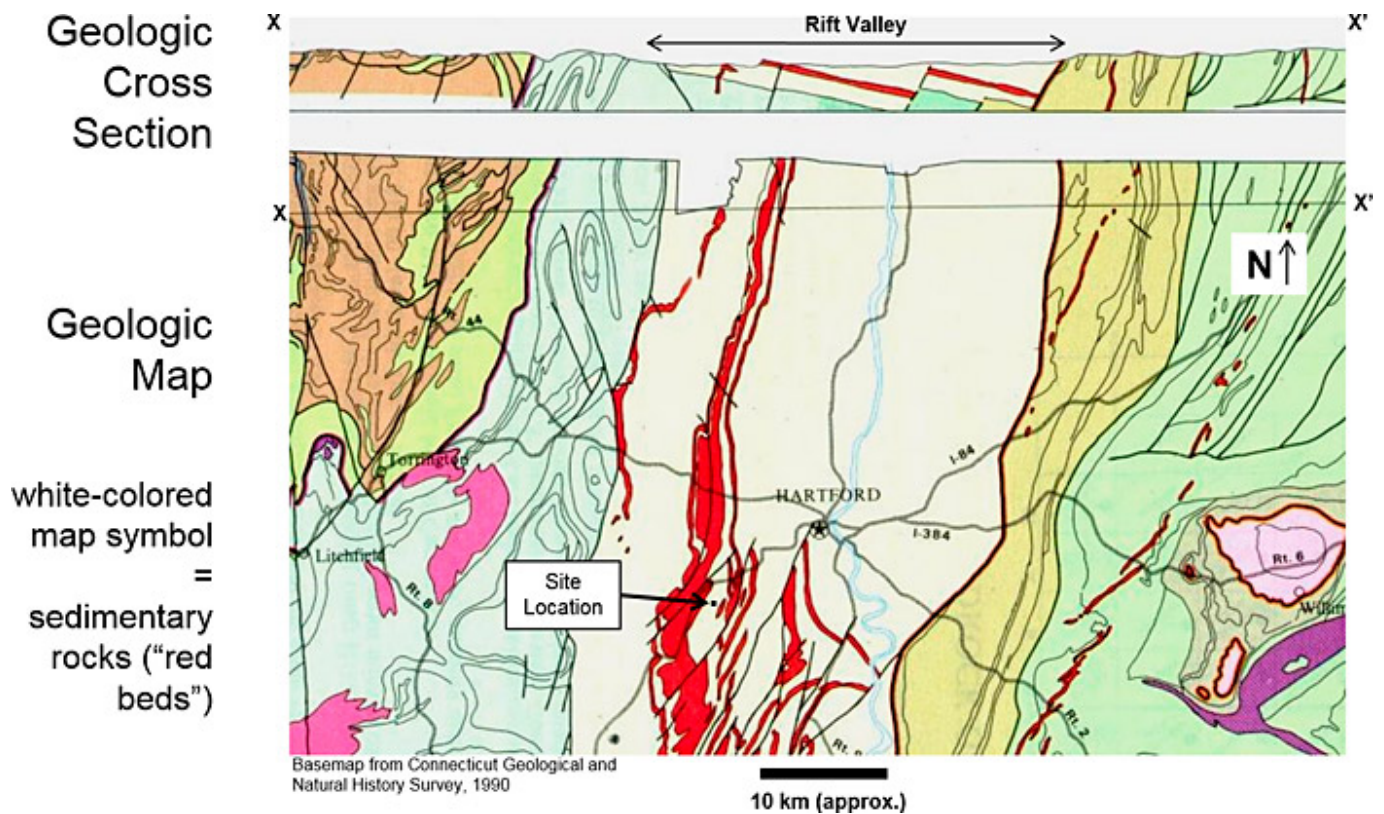 Geologic
Cross
Section
X
Rift Valley
X'
X
X'
N
Geologic
Map
44
Torrington
HARTFORD
I-84
I-384
Litchfield
Rt. 8
Rt. 6
Site
Location
Rt. 2
white-colored
map symbol
=
sedimentary
rocks (“red
beds”)
Basemap from Connecticut Geological and
Natural History Survey, 1990
10 km (approx.)